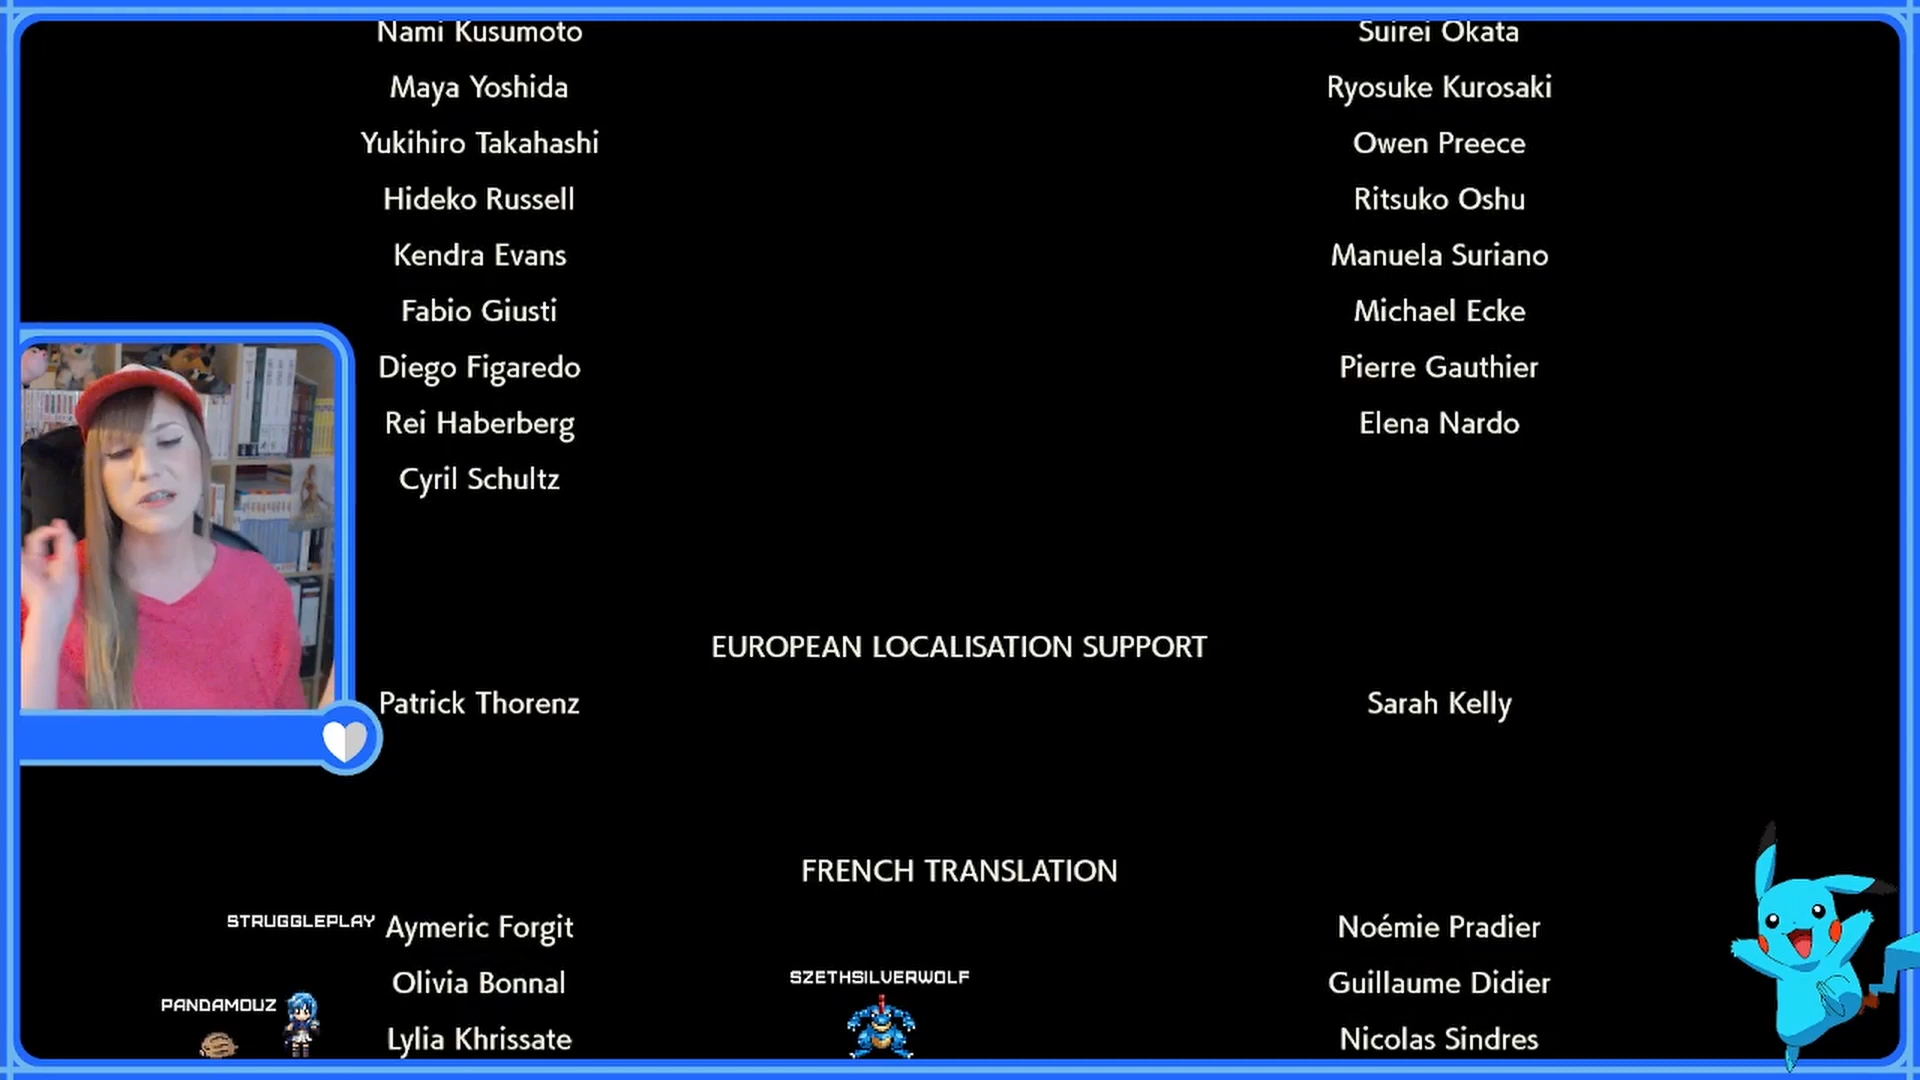 Nami Kusumoto Suirei Okata
Maya Yoshida Ryosuke Kurosaki
Yukihiro Takahashi Owen Preece
Hideko Russell Ritsuko Oshu
Kendra Evans Manuela Suriano
Fabio Giusti Michael Ecke
Diego Figaredo Pierre Gauthier
Rei Haberberg Elena Nardo
Cyril Schultz
EUROPEAN LOCALISATION SUPPORT
Patrick Thorenz Sarah Kelly
FRENCH TRANSLATION
STRUGGLEPLAY
Aymeric Forgit Noémie Pradier
SZETHSILVERWOLF
Olivia Bonnal Guillaume Didier
PANDAMOUZ
Lylia Khrissate Nicolas Sindres